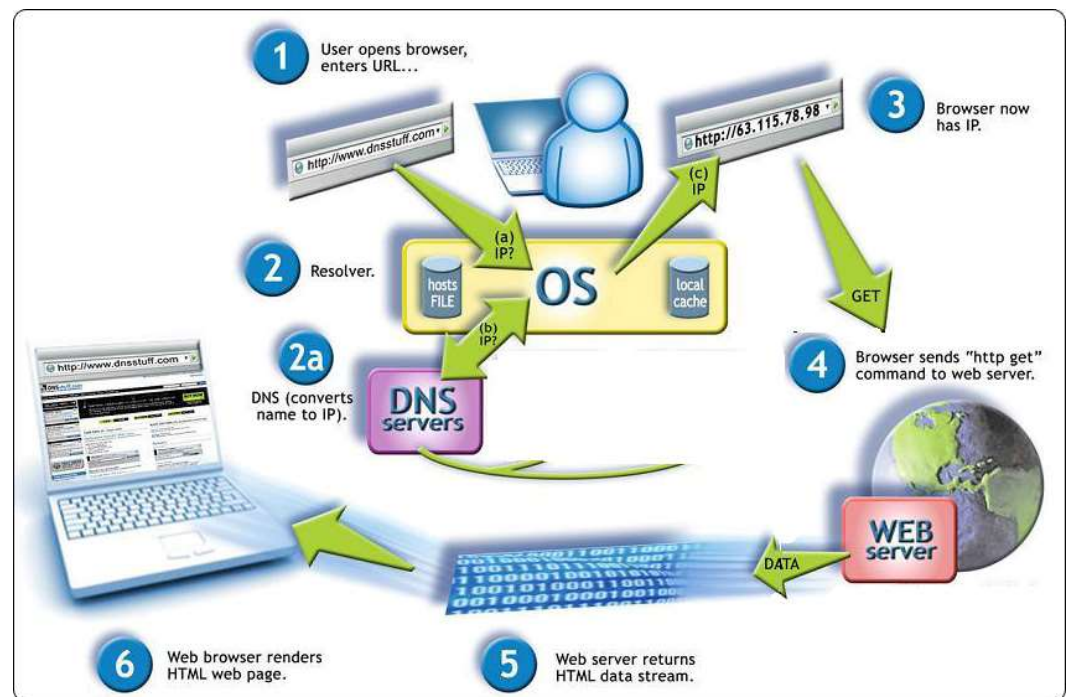 1
User opens browser,
enters URL...
http://www.dnsstuff.com
http://63.115.78.98
3
Browser now
has IP.
(a)
IP?
(c)
IP
2
Resolver.
hosts
FILE
OS
local
cache
GET
(b)
IP?
2a
DNS (converts
name to IP).
DNS
servers
4
Browser sends "http get"
command to web server.
http://www.dnsstuff.com
WEB
server
DATA
6
Web browser renders
HTML web page.
5
Web server returns
HTML data stream.